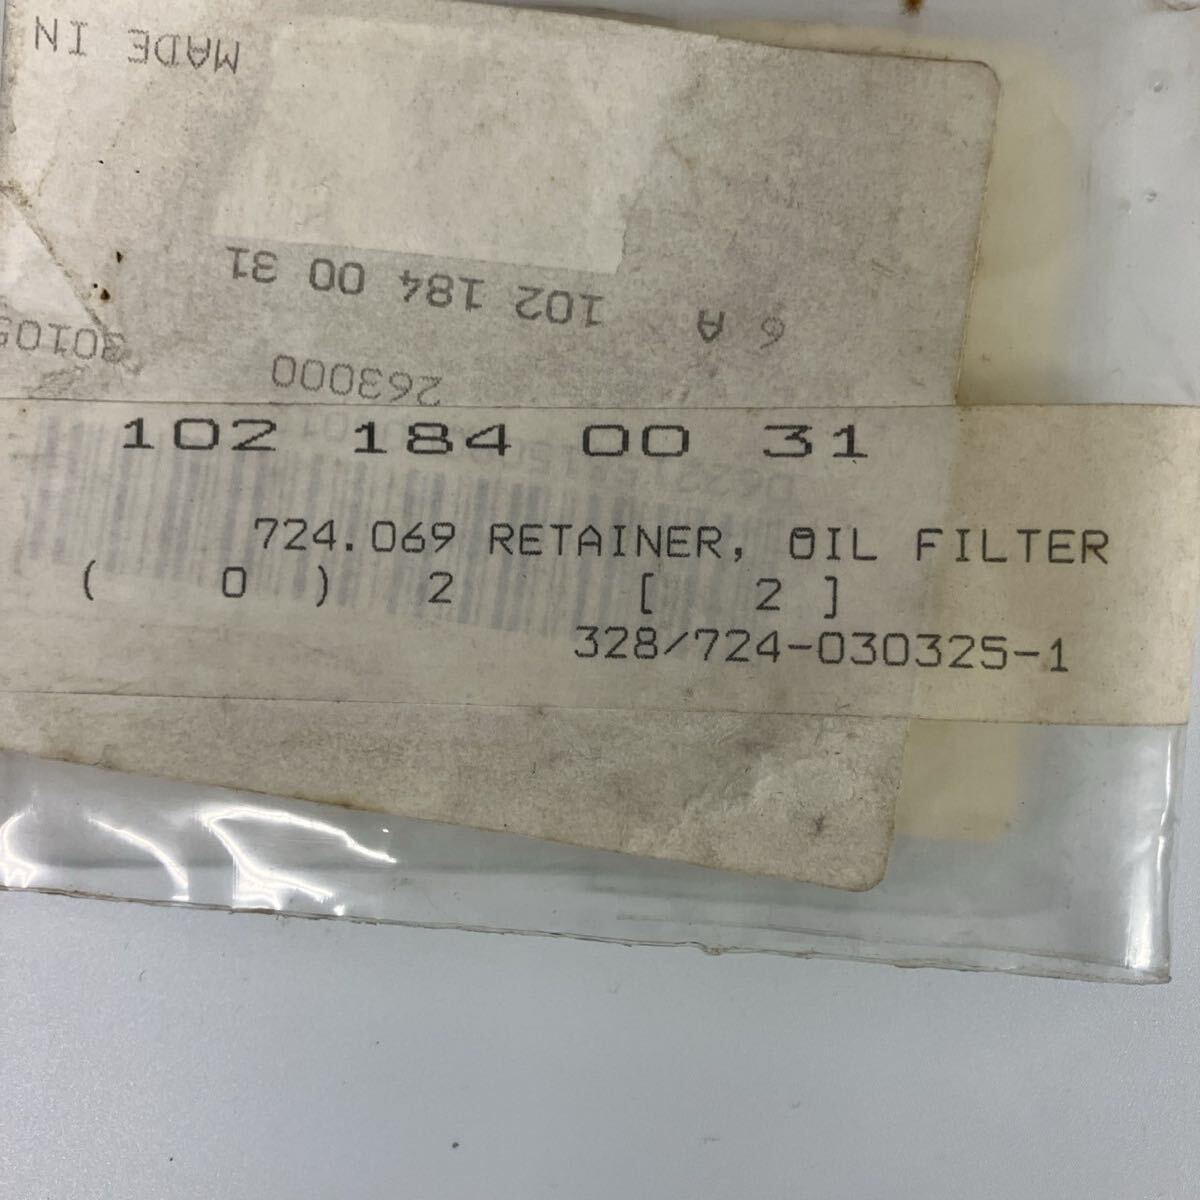 MADE IN
6 A 102 184 00 31
263000
102 184 00 31
724.069 RETAINER, OIL FILTER
( 0 ) 2 [ 2 ]
328/724-030325-1